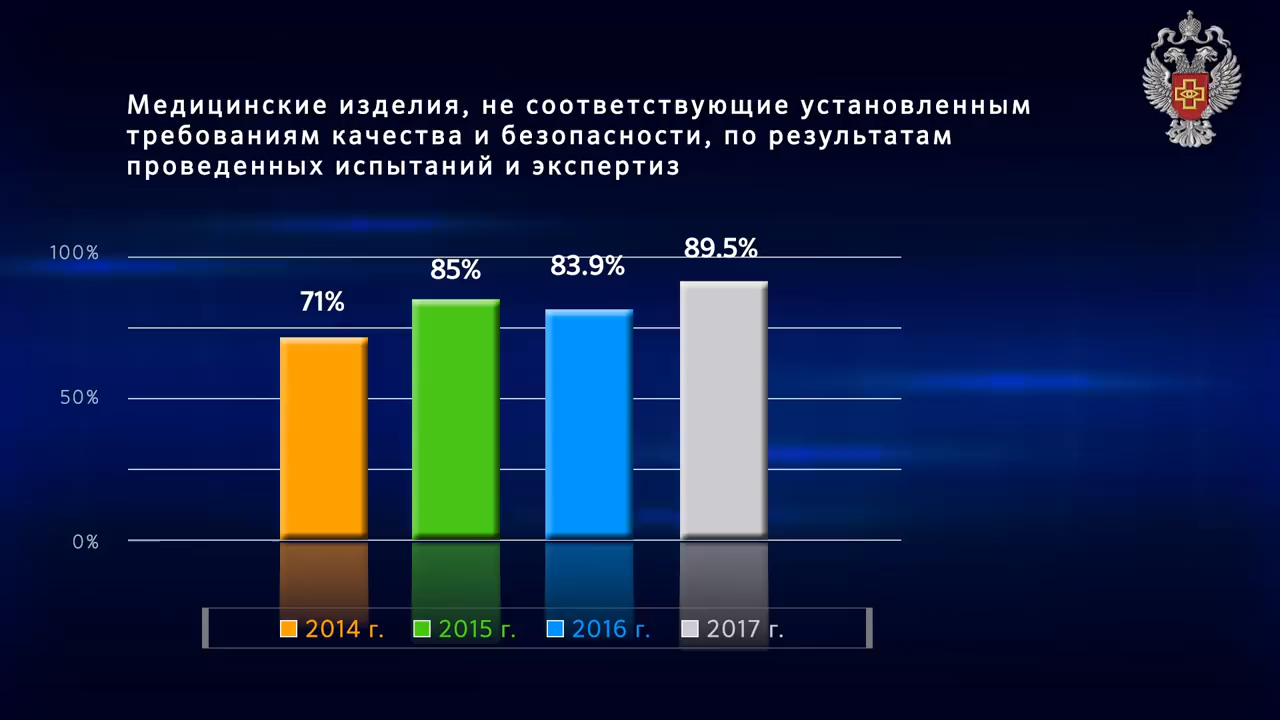 Медицинские изделия, не соответствующие установленным
требованиям качества и безопасности, по результатам
проведенных испытаний и экспертиз
100%
50%
0%
71%
85%
83.9%
89.5%
2014 г.
2015 г.
2016 г.
2017 г.